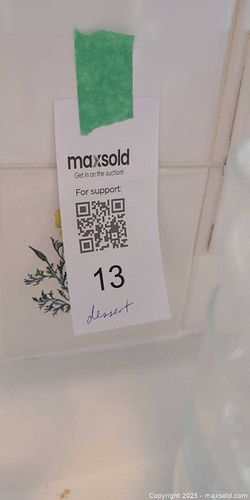 maxsold
Get in on the auction!
For support:
13
dessert
Copyright 2025 - maxsold.com